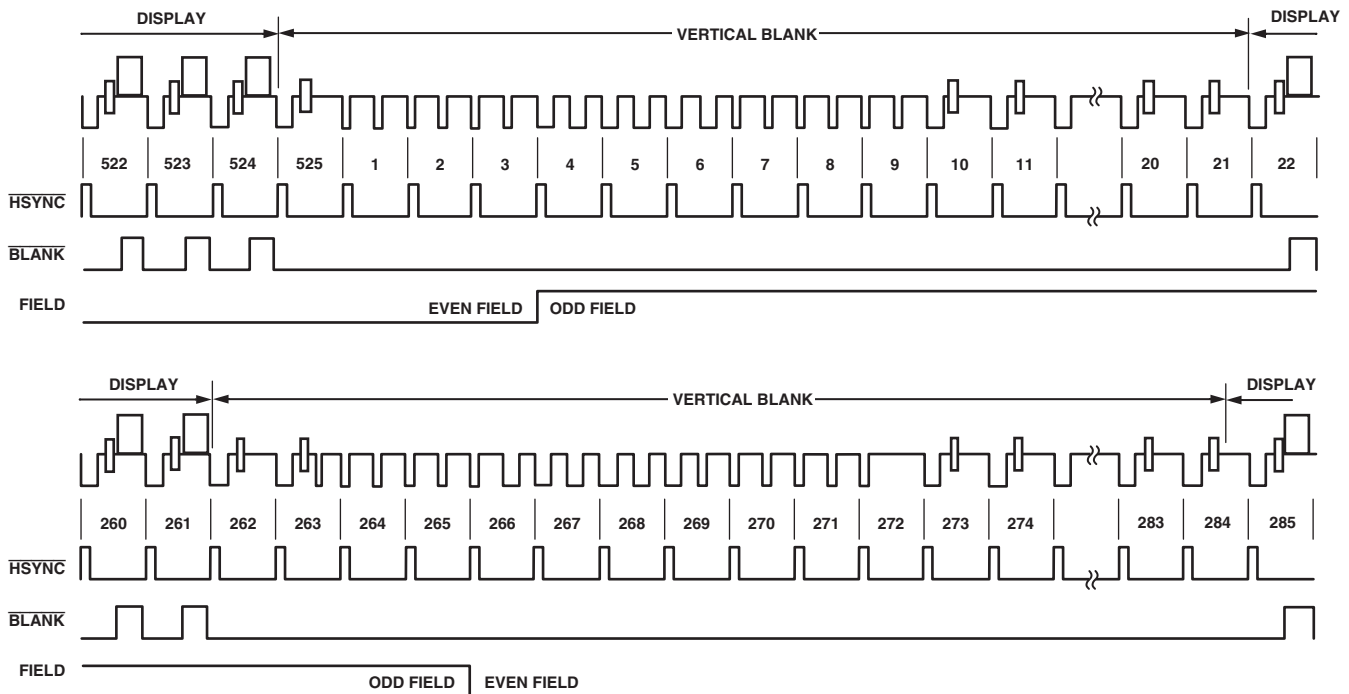 DISPLAY DISPLAY
VERTICAL BLANK
522 523 524 525 1 2 3 4 5 6 7 8 9 10 11 20 21 22
HSYNC
BLANK
FIELD EVEN FIELD ODD FIELD
DISPLAY DISPLAY
VERTICAL BLANK
260 261 262 263 264 265 266 267 268 269 270 271 272 273 274 283 284 285
HSYNC
BLANK
FIELD ODD FIELD EVEN FIELD